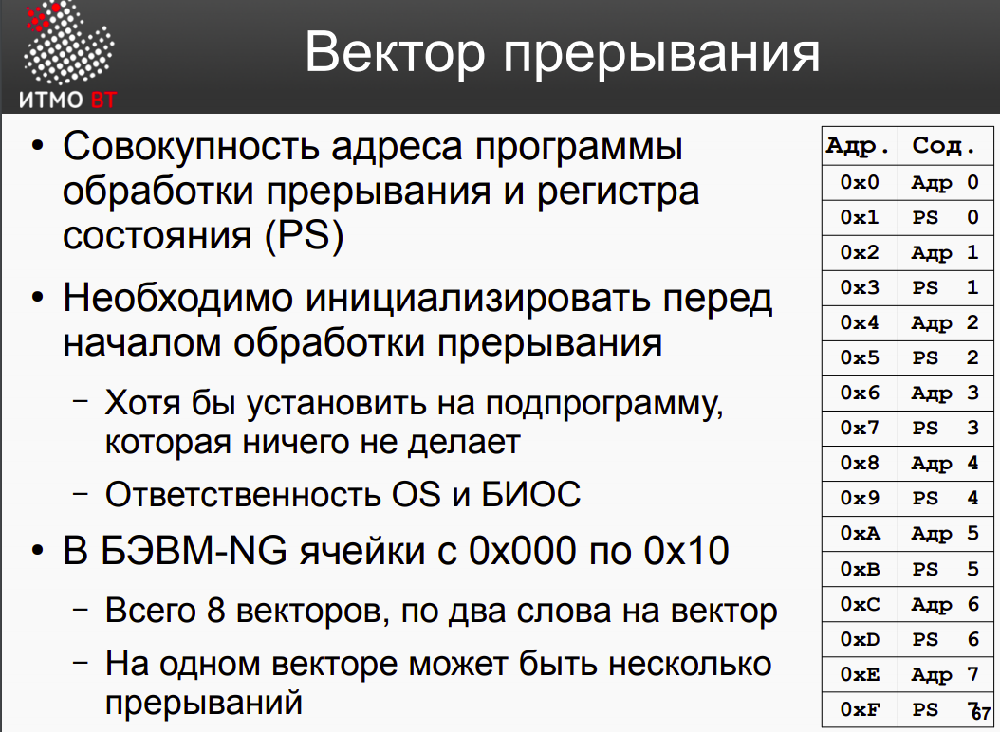 ИТМО ВТ
Вектор прерывания
• Совокупность адреса программы
обработки прерывания и регистра
состояния (PS)
• Необходимо инициализировать перед
началом обработки прерывания
– Хотя бы установить на подпрограмму,
которая ничего не делает
– Ответственность OS и БИОС
• В БЭВМ-NG ячейки с 0x000 по 0x10
– Всего 8 векторов, по два слова на вектор
– На одном векторе может быть несколько
прерываний
Адр. Сод.
0x0 Адр 0
0x1 PS 0
0x2 Адр 1
0x3 PS 1
0x4 Адр 2
0x5 PS 2
0x6 Адр 3
0x7 PS 3
0x8 Адр 4
0x9 PS 4
0xA Адр 5
0xB PS 5
0xC Адр 6
0xD PS 6
0xE Адр 7
0xF PS 7
67